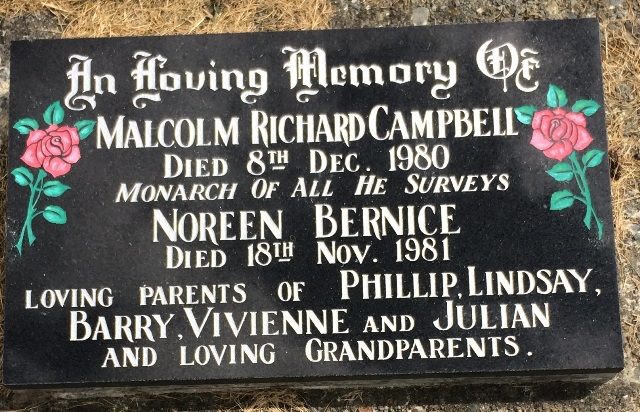 In Loving Memory Of
MALCOLM RICHARD CAMPBELL
DIED 8TH DEC. 1980
MONARCH OF ALL HE SURVEYS
NOREEN BERNICE
DIED 18TH NOV. 1981
LOVING PARENTS OF PHILLIP, LINDSAY,
BARRY, VIVIENNE AND JULIAN
AND LOVING GRANDPARENTS.